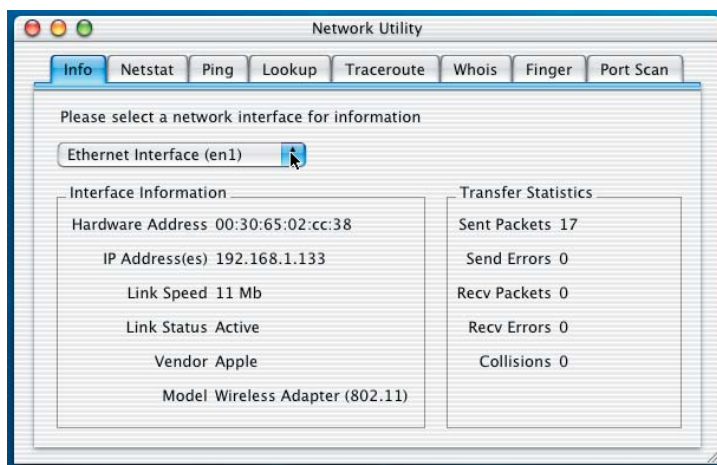 Network Utility
Info Netstat Ping Lookup Traceroute Whois Finger Port Scan
Please select a network interface for information
Ethernet Interface (en1)
Interface Information
Hardware Address 00:30:65:02:cc:38
IP Address(es) 192.168.1.133
Link Speed 11 Mb
Link Status Active
Vendor Apple
Model Wireless Adapter (802.11)
Transfer Statistics
Sent Packets 17
Send Errors 0
Recv Packets 0
Recv Errors 0
Collisions 0